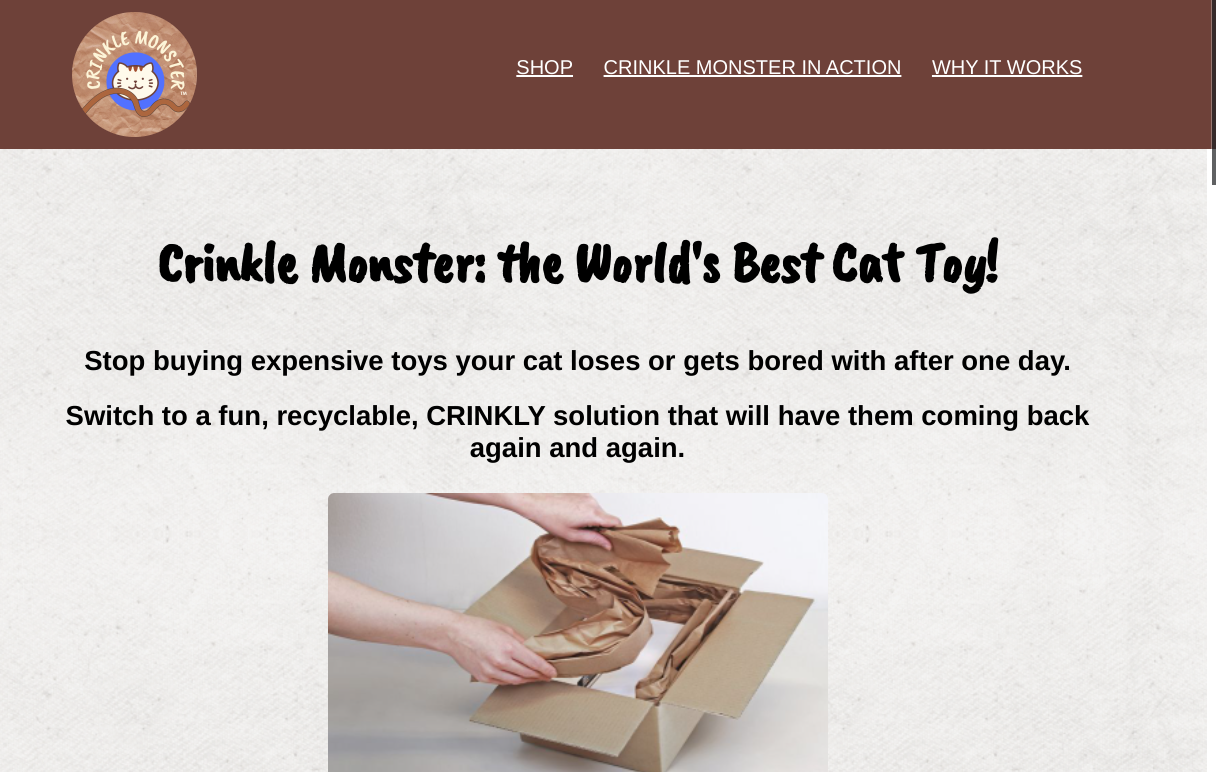 CRINKLE MONSTER™
SHOP
CRINKLE MONSTER IN ACTION
WHY IT WORKS
Crinkle Monster: the World's Best Cat Toy!
Stop buying expensive toys your cat loses or gets bored with after one day.
Switch to a fun, recyclable, CRINKLY solution that will have them coming back
again and again.